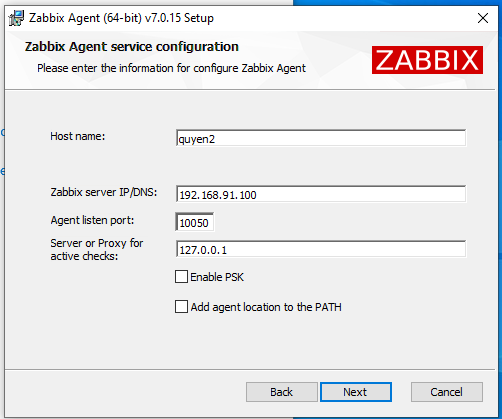 Zabbix Agent (64-bit) v7.0.15 Setup
Zabbix Agent service configuration
Please enter the information for configure Zabbix Agent
ZABBIX
Host name:
quyen2
Zabbix server IP/DNS:
192.168.91.100
Agent listen port:
10050
Server or Proxy for
active checks:
127.0.0.1
Enable PSK
Add agent location to the PATH
Back
Next
Cancel